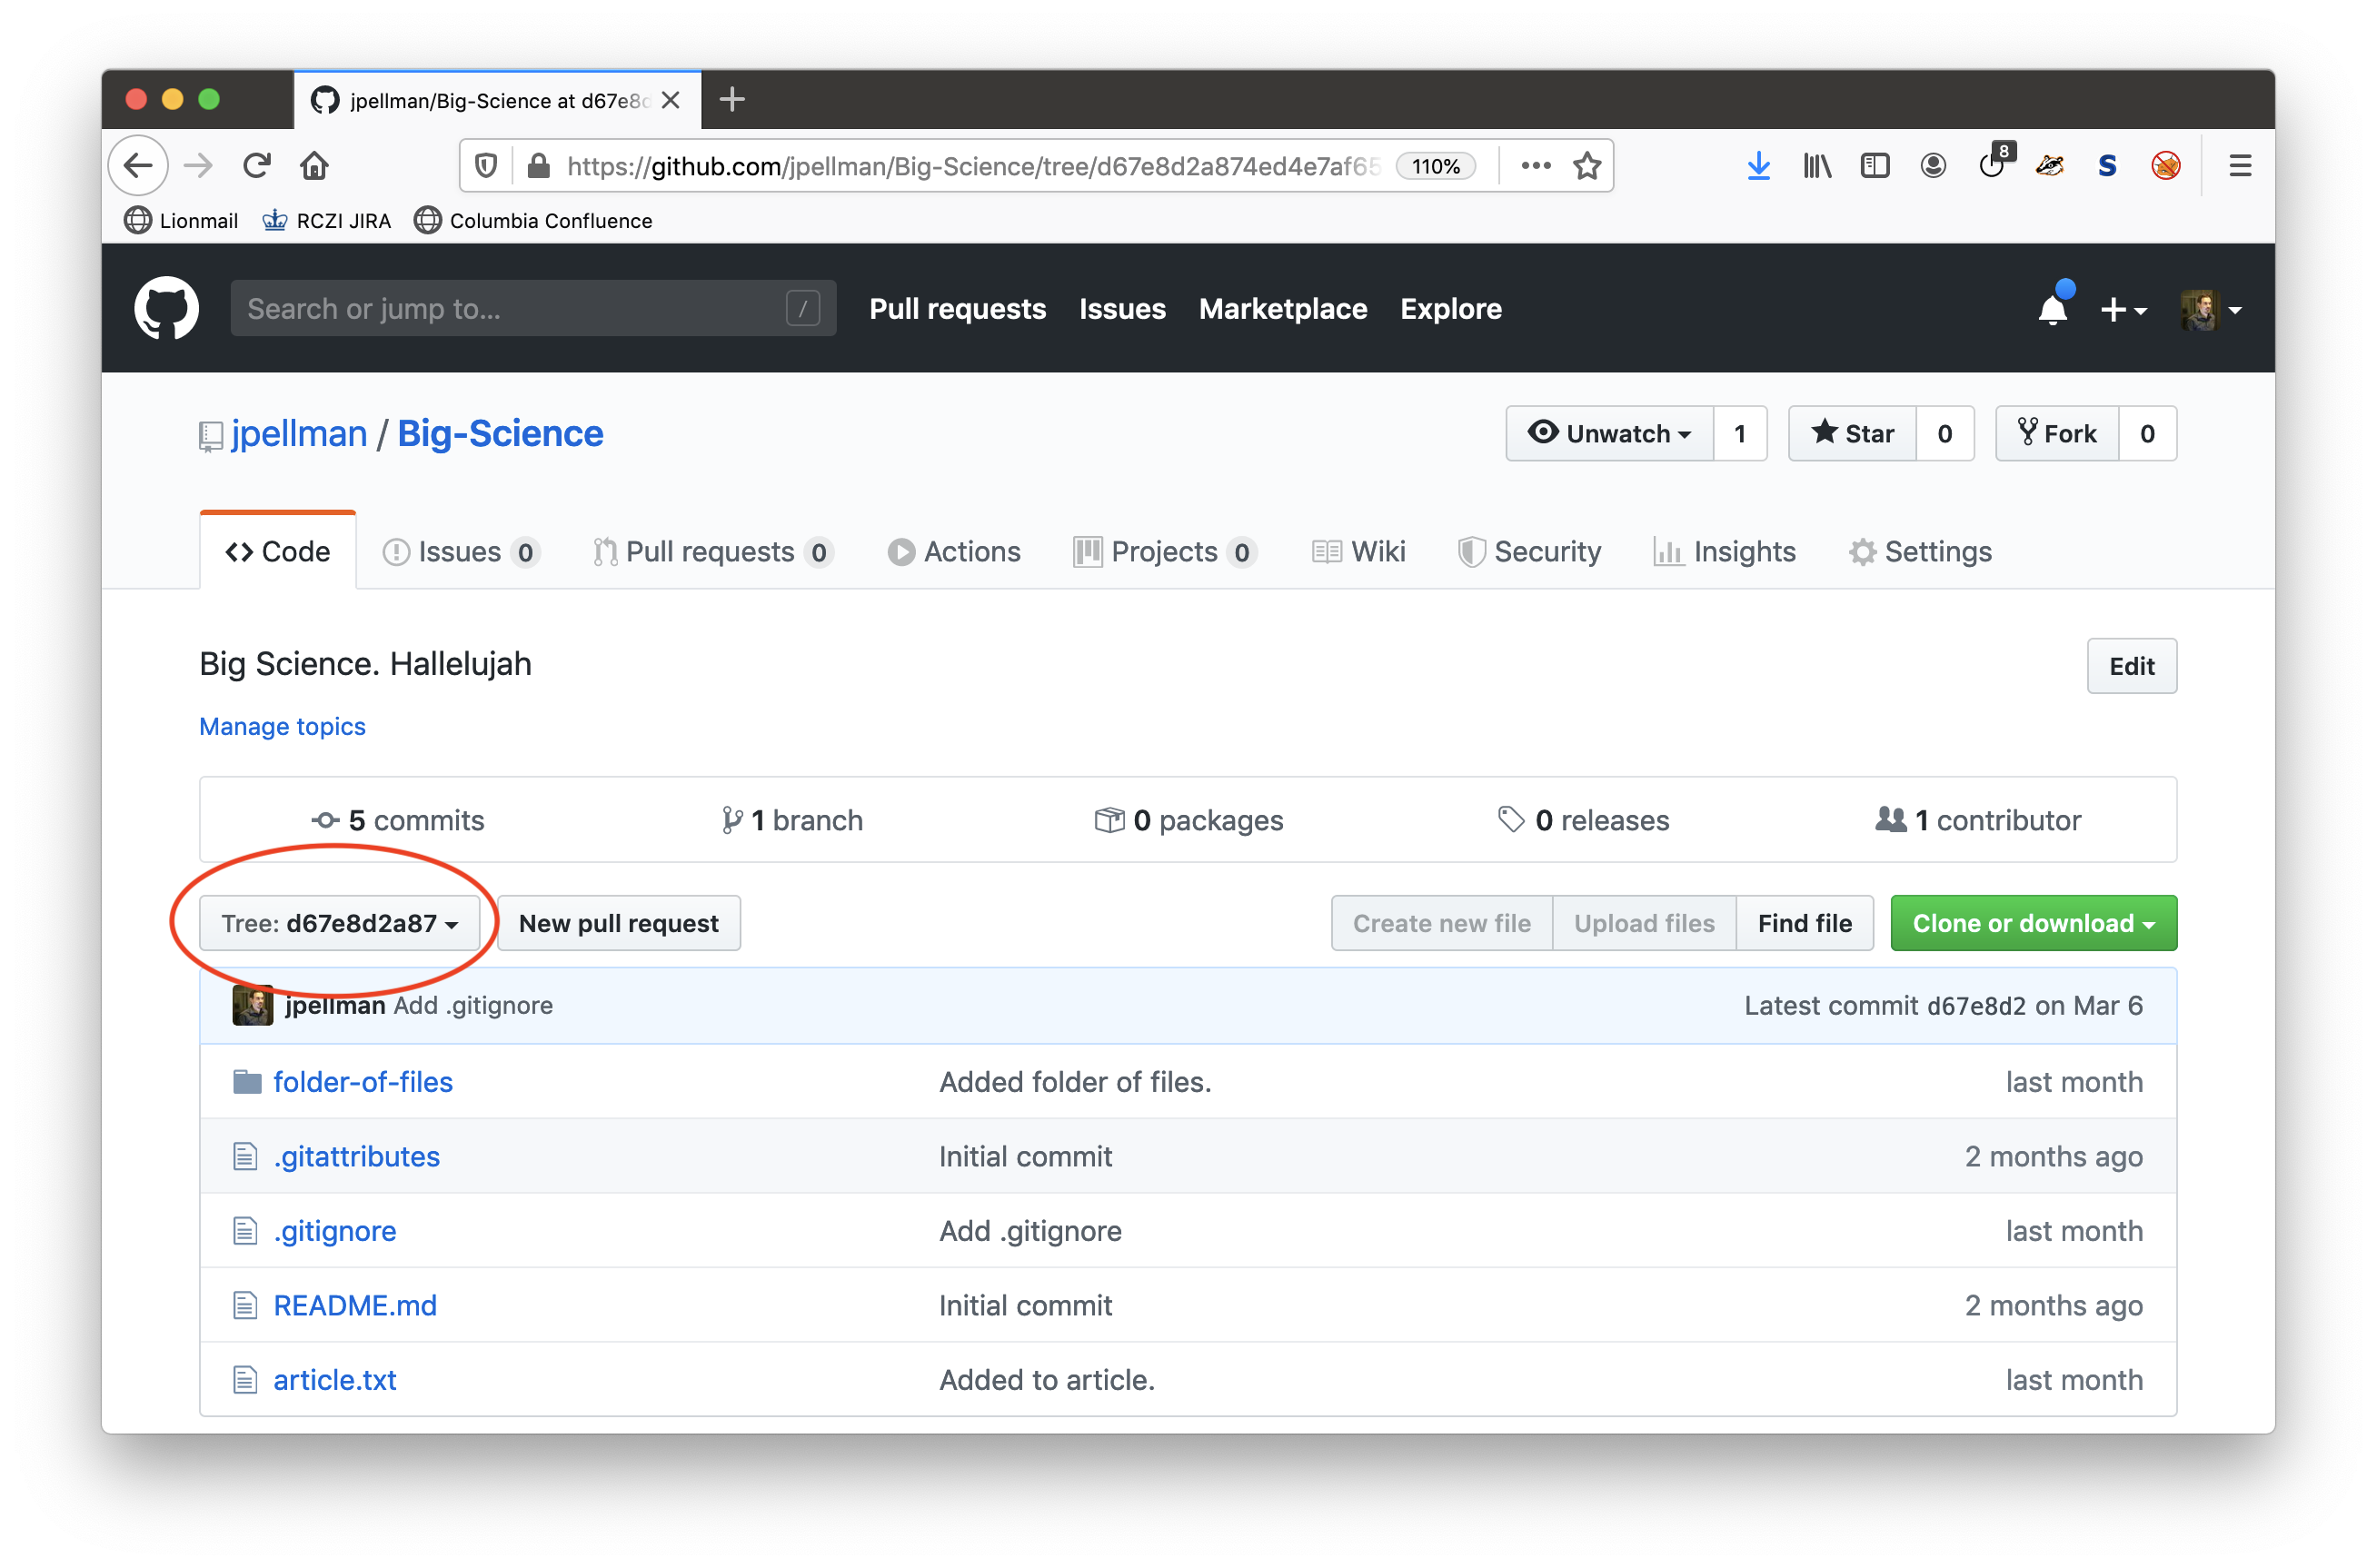 jpellman/Big-Science at d67e8d
https://github.com/jpellman/Big-Science/tree/d67e8d2a874ed4e7af65 110% 8 S
Lionmail RCZI JIRA Columbia Confluence
Search or jump to... / Pull requests Issues Marketplace Explore
jpellman / Big-Science Unwatch 1 Star 0 Fork 0
Code Issues 0 Pull requests 0 Actions Projects 0 Wiki Security Insights Settings
Big Science. Hallelujah Edit
Manage topics
5 commits 1 branch 0 packages 0 releases 1 contributor
Tree: d67e8d2a87 New pull request Create new file Upload files Find file Clone or download
jpellman Add .gitignore Latest commit d67e8d2 on Mar 6
folder-of-files Added folder of files. last month
.gitattributes Initial commit 2 months ago
.gitignore Add .gitignore last month
README.md Initial commit 2 months ago
article.txt Added to article. last month